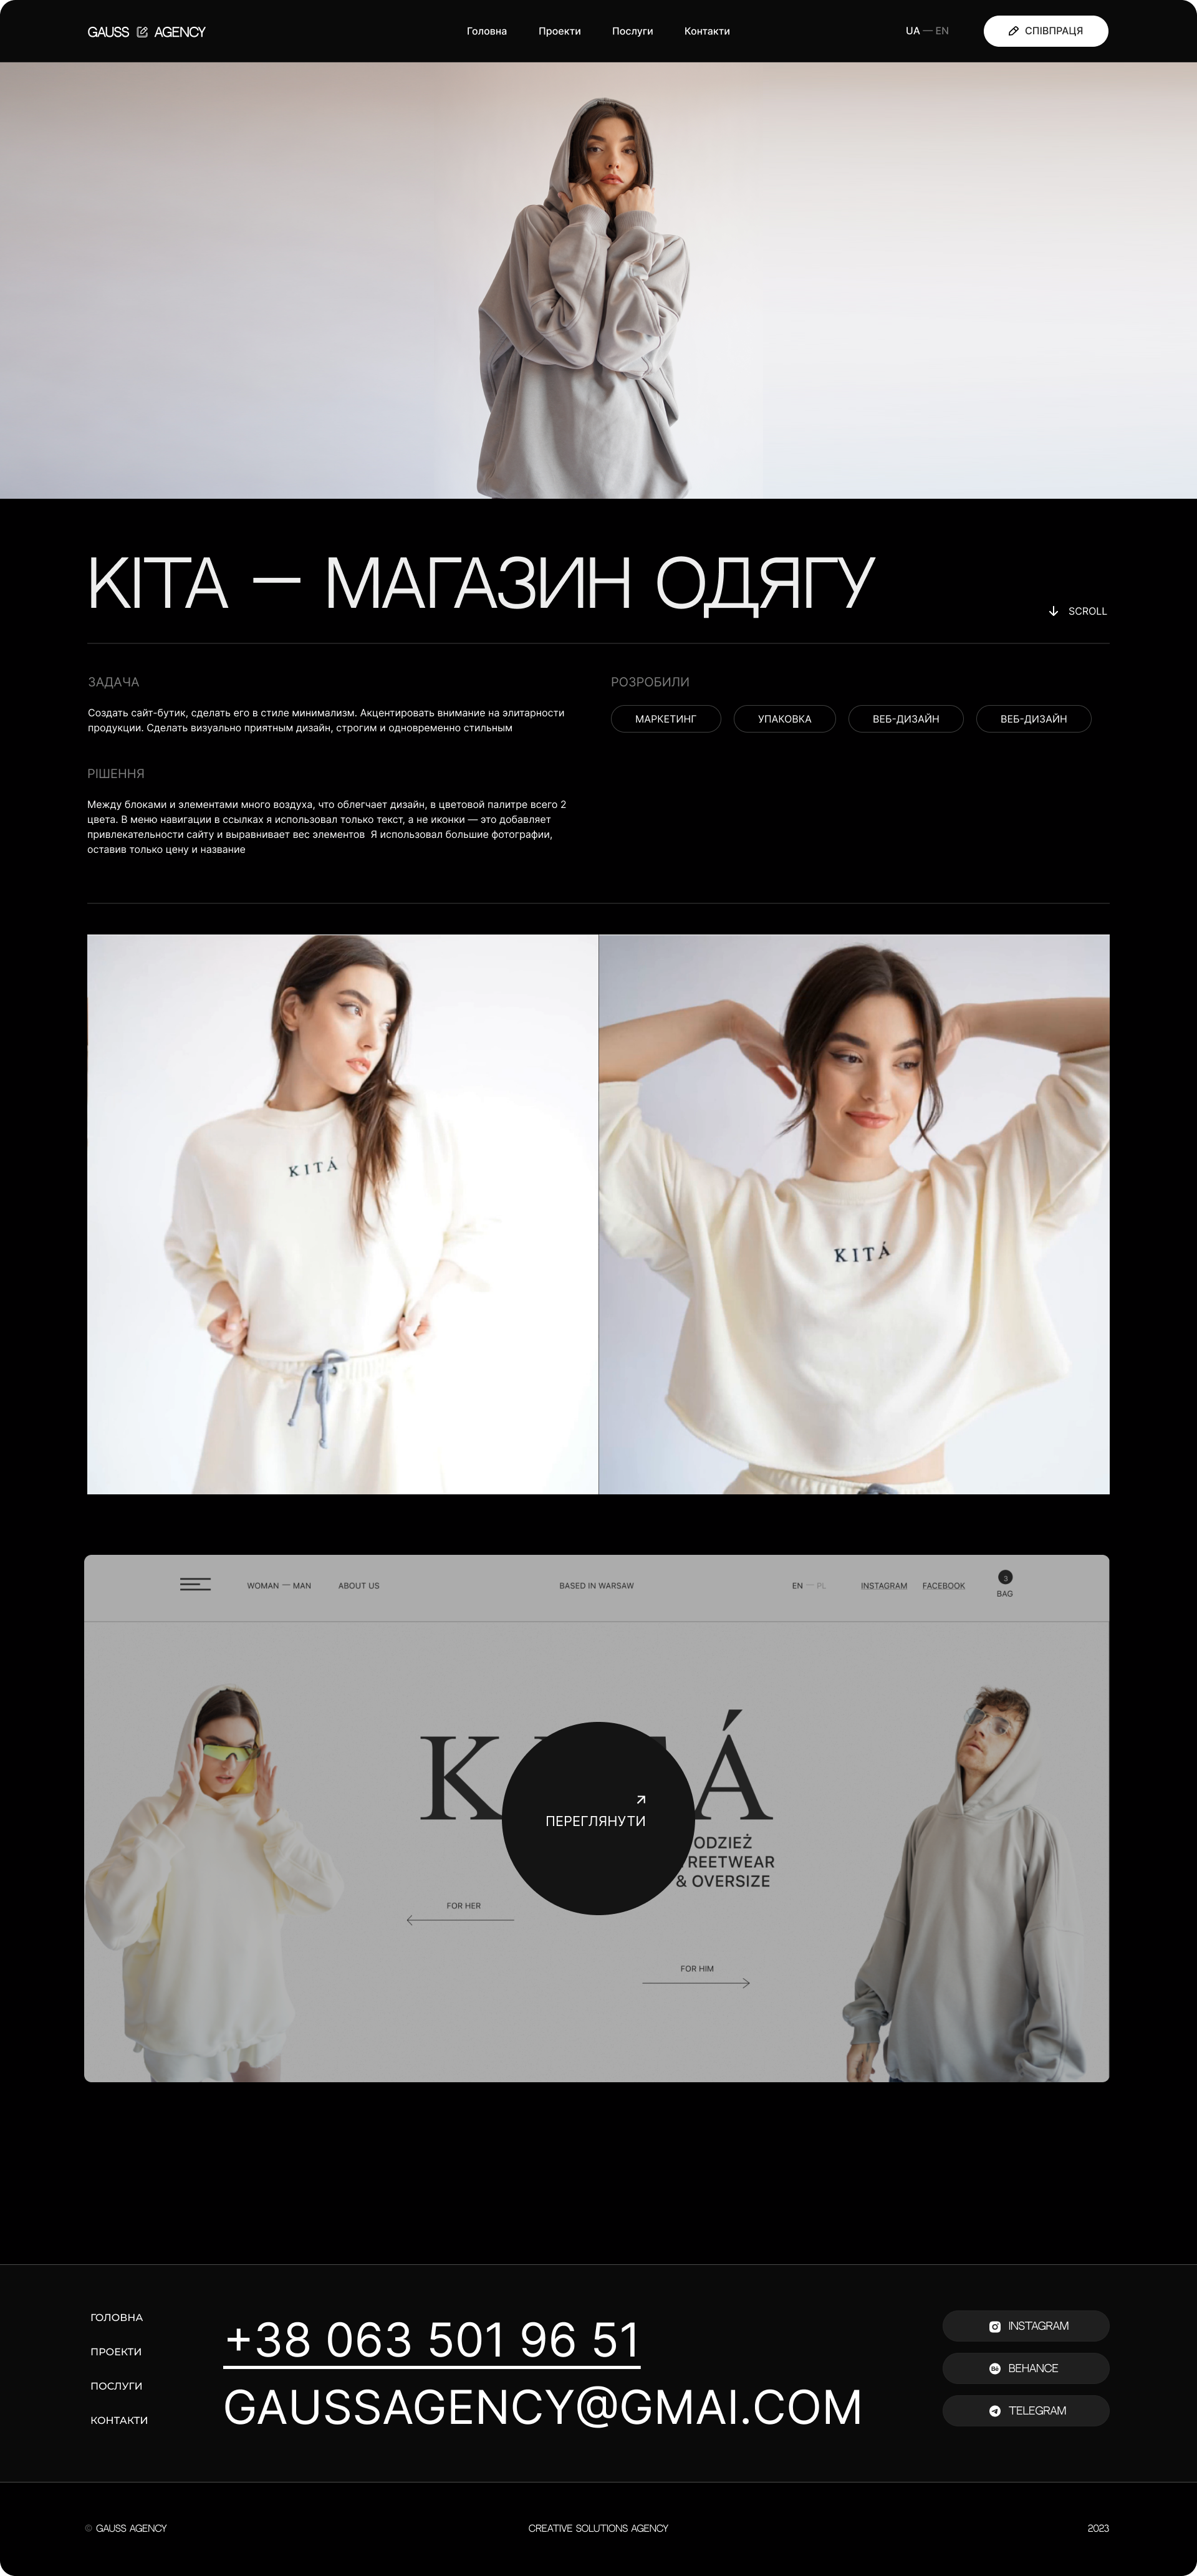 GAUSS AGENCY
Головна Проекти Послуги Контакти
UA — EN
СПІВПРАЦЯ
КІТА — МАГАЗИН ОДЯГУ
SCROLL
ЗАДАЧА
Создать сайт-бутик, сделать его в стиле минимализм. Акцентировать внимание на элитарности
продукции. Сделать визуально приятным дизайн, строгим и одновременно стильным
РІШЕННЯ
Между блоками и элементами много воздуха, что облегчает дизайн, в цветовой палитре всего 2
цвета. В меню навигации в ссылках я использовал только текст, а не иконки — это добавляет
привлекательности сайту и выравнивает вес элементов  Я использовал большие фотографии,
оставив только цену и название
РОЗРОБИЛИ
МАРКЕТИНГ УПАКОВКА ВЕБ-ДИЗАЙН ВЕБ-ДИЗАЙН
KITÁ
KITÁ
WOMAN — MAN ABOUT US BASED IN WARSAW EN — PL INSTAGRAM FACEBOOK
3
BAG
K Á
ПЕРЕГЛЯНУТИ
ODZIEŻ
REETWEAR
& OVERSIZE
FOR HER
FOR HIM
ГОЛОВНА
ПРОЕКТИ
ПОСЛУГИ
КОНТАКТИ
+38 063 501 96 51
GAUSSAGENCY@GMAI.COM
INSTAGRAM
BEHANCE
TELEGRAM
© GAUSS AGENCY
CREATIVE SOLUTIONS AGENCY
2023